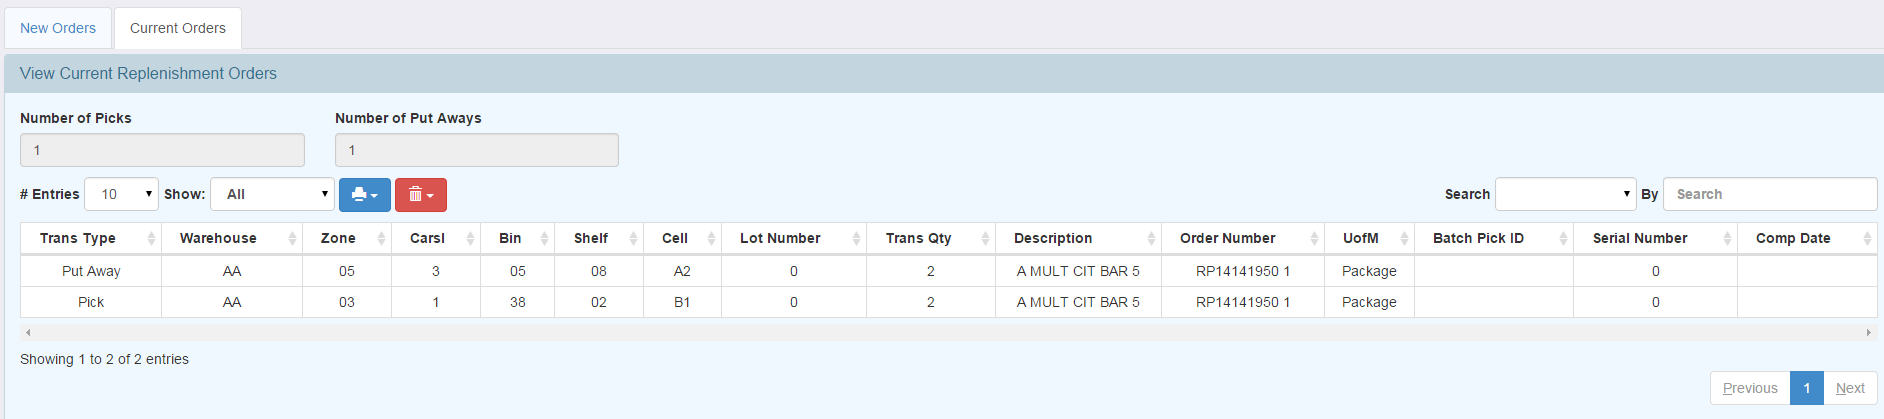 New Orders Current Orders
View Current Replenishment Orders
Number of Picks Number of Put Aways
1 1
# Entries 10 Show: All Search By Search
Trans Type Warehouse Zone Carsl Bin Shelf Cell Lot Number Trans Qty Description Order Number UofM Batch Pick ID Serial Number Comp Date
Put Away AA 05 3 05 08 A2 0 2 A MULT CIT BAR 5 RP14141950 1 Package 0
Pick AA 03 1 38 02 B1 0 2 A MULT CIT BAR 5 RP14141950 1 Package 0
Showing 1 to 2 of 2 entries
Previous 1 Next